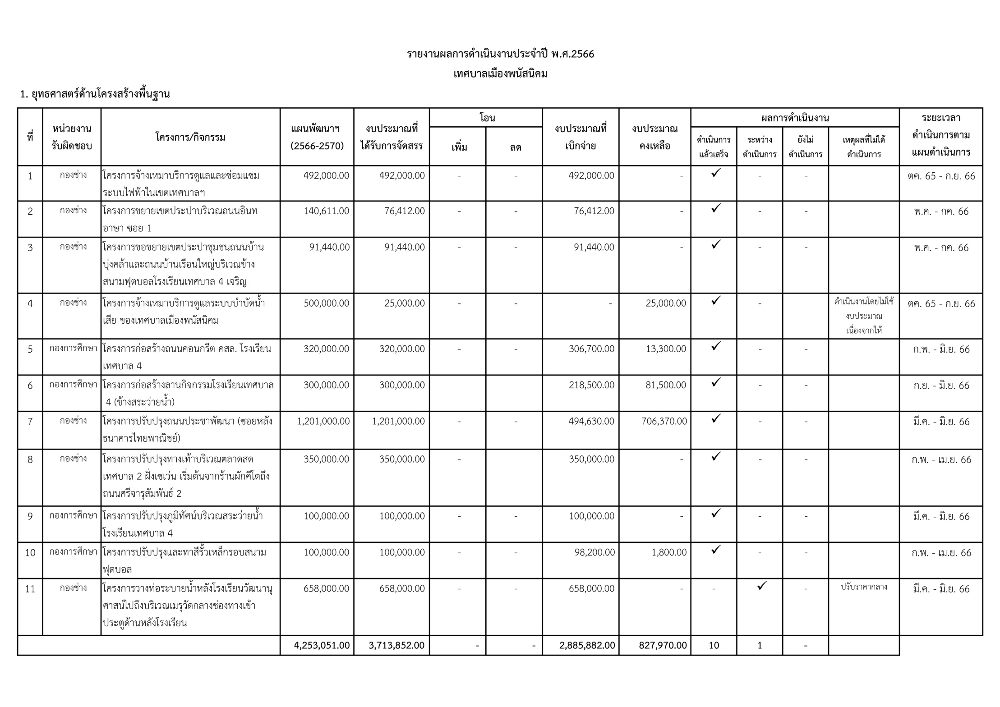 รายงานผลการดำเนินงานประจำปี พ.ศ.2566
เทศบาลเมืองพนัสนิคม
1. ยุทธศาสตร์ด้านโครงสร้างพื้นฐาน
ที่ หน่วยงาน โครงการ/กิจกรรม แผนพัฒนาฯ งบประมาณที่ โอน งบประมาณที่ งบประมาณ ผลการดำเนินงาน ระยะเวลา
รับผิดชอบ (2566-2570) ได้รับการจัดสรร เพิ่ม ลด เบิกจ่าย คงเหลือ ดำเนินการ ระหว่าง ยังไม่ เหตุผลที่ไม่ได้ ดำเนินการตาม
แล้วเสร็จ ดำเนินการ ดำเนินการ ดำเนินการ แผนดำเนินการ
1 กองช่าง โครงการจ้างเหมาบริการดูแลและซ่อมแซม 492,000.00 492,000.00 - - 492,000.00 - ✓ - - ตค. 65 - ก.ย. 66
ระบบไฟฟ้าในเขตเทศบาลฯ
2 กองช่าง โครงการขยายเขตประปาบริเวณถนนอินท 140,611.00 76,412.00 - - 76,412.00 - ✓ - - พ.ค. - กค. 66
อาษา ซอย 1
3 กองช่าง โครงการขอขยายเขตประปาชุมชนถนนบ้าน 91,440.00 91,440.00 - - 91,440.00 - ✓ - - พ.ค. - กค. 66
บุ่งคล้าและถนนบ้านเรือนใหญ่บริเวณข้าง
สนามฟุตบอลโรงเรียนเทศบาล 4 เจริญ
4 กองช่าง โครงการจ้างเหมาบริการดูแลระบบบำบัดน้ำ 500,000.00 25,000.00 - - - 25,000.00 ✓ - ดำเนินงานโดยไม่ใช้ ตค. 65 - ก.ย. 66
เสีย ของเทศบาลเมืองพนัสนิคม งบประมาณ
เนื่องจากให้
5 กองการศึกษา โครงการก่อสร้างถนนคอนกรีต คสล. โรงเรียน 320,000.00 320,000.00 - - 306,700.00 13,300.00 ✓ - - ก.พ. - มิ.ย. 66
เทศบาล 4
6 กองการศึกษา โครงการก่อสร้างลานกิจกรรมโรงเรียนเทศบาล 300,000.00 300,000.00 218,500.00 81,500.00 ✓ - - ก.ย. - มิ.ย. 66
4 (ข้างสระว่ายน้ำ)
7 กองช่าง โครงการปรับปรุงถนนประชาพัฒนา (ซอยหลัง 1,201,000.00 1,201,000.00 - - 494,630.00 706,370.00 ✓ - - มี.ค. - มิ.ย. 66
ธนาคารไทยพาณิชย์)
8 กองช่าง โครงการปรับปรุงทางเท้าบริเวณตลาดสด 350,000.00 350,000.00 - 350,000.00 - ✓ - - ก.พ. - เม.ย. 66
เทศบาล 2 ฝั่งเซเว่น เริ่มต้นจากร้านผักคีโตถึง
ถนนศรีจารุสัมพันธ์ 2
9 กองการศึกษา โครงการปรับปรุงภูมิทัศน์บริเวณสระว่ายน้ำ 100,000.00 100,000.00 - - 100,000.00 - ✓ - - มี.ค. - มิ.ย. 66
โรงเรียนเทศบาล 4
10 กองการศึกษา โครงการปรับปรุงและทาสีรั้วเหล็กรอบสนาม 100,000.00 100,000.00 - - 98,200.00 1,800.00 ✓ - - ก.พ. - เม.ย. 66
ฟุตบอล
11 กองช่าง โครงการวางท่อระบายน้ำหลังโรงเรียนวัฒนานุ 658,000.00 658,000.00 - - 658,000.00 - - ✓ - ปรับราคากลาง มี.ค. - มิ.ย. 66
ศาสน์ไปถึงบริเวณเมรุวัดกลางช่องทางเข้า
ประตูด้านหลังโรงเรียน
4,253,051.00 3,713,852.00 - - 2,885,882.00 827,970.00 10 1 -